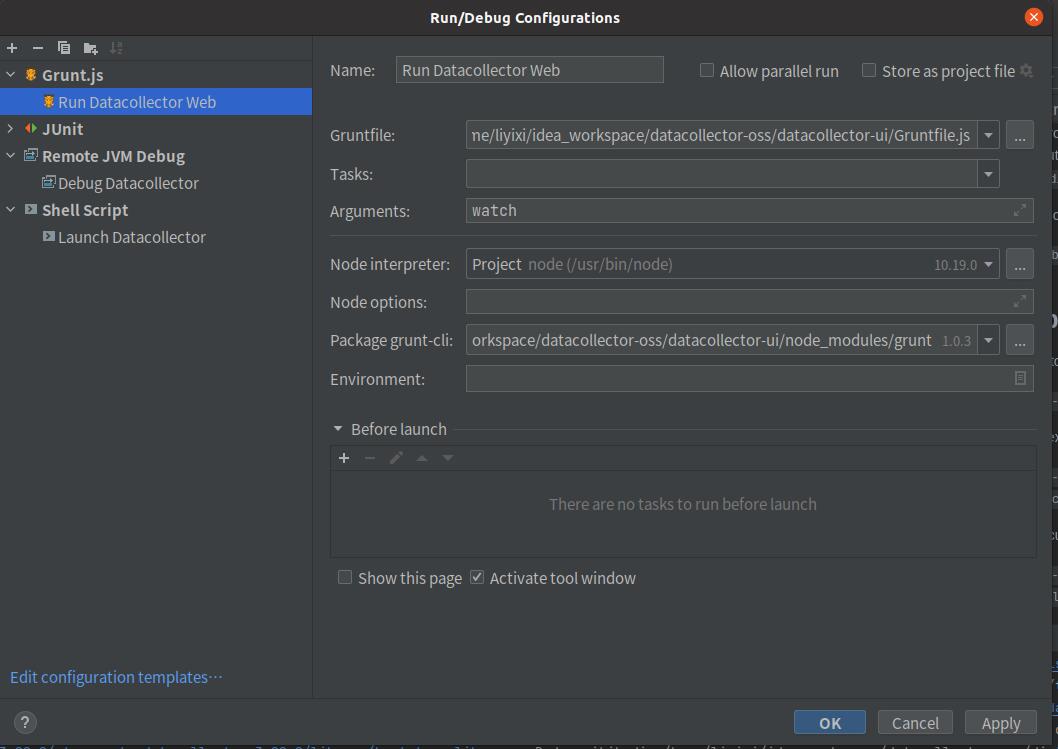 Run/Debug Configurations
Grunt.js
Run Datacollector Web
JUnit
Remote JVM Debug
Debug Datacollector
Shell Script
Launch Datacollector
Edit configuration templates...
Name: Run Datacollector Web Allow parallel run Store as project file
Gruntfile: ne/liyixi/idea_workspace/datacollector-oss/datacollector-ui/Gruntfile.js ...
Tasks:
Arguments: watch
Node interpreter: Project node (/usr/bin/node) 10.19.0 ...
Node options:
Package grunt-cli: orkspace/datacollector-oss/datacollector-ui/node_modules/grunt 1.0.3 ...
Environment:
Before launch
There are no tasks to run before launch
Show this page Activate tool window
? OK Cancel Apply